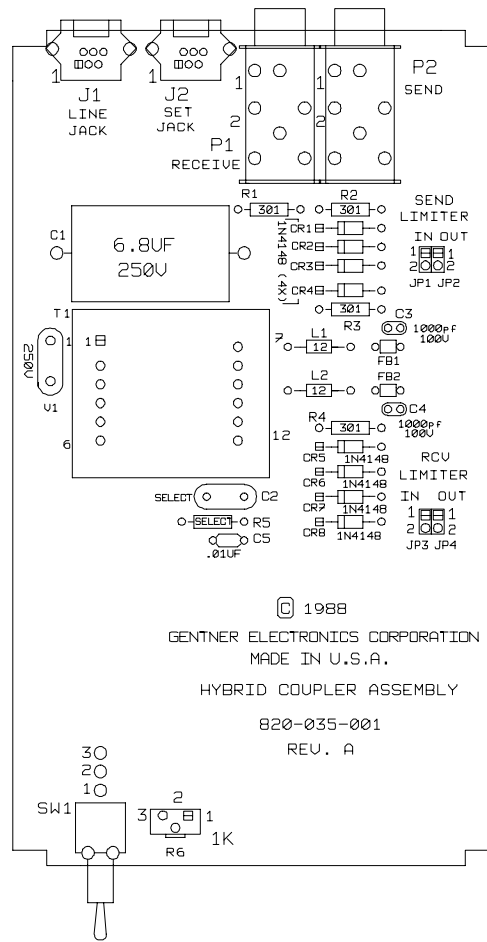 1
J1
LINE
JACK
1
J2
SET
JACK
1
2
P1
RECEIVE
1
2
P2
SEND
C1
6.8UF
250V
R1
301
R2
301
1N4148 (4X)
CR1
CR2
CR3
CR4
301
R3
SEND
LIMITER
IN OUT
1 1
2 2
JP1 JP2
T1
1
6
7
12
1
250V
V1
L1
12
L2
12
C3
1000pf
100V
FB1
FB2
C4
1000pf
100V
R4
301
CR5 1N4148
CR6
CR7 1N4148
CR8 1N4148
RCV
LIMITER
IN OUT
1 1
2 2
JP3 JP4
SELECT C2
SELECT R5
C5
.01UF
C 1988
GENTNER ELECTRONICS CORPORATION
MADE IN U.S.A.
HYBRID COUPLER ASSEMBLY
820-035-001
REV. A
3
2
1
SW1
2
3 1
1K
R6